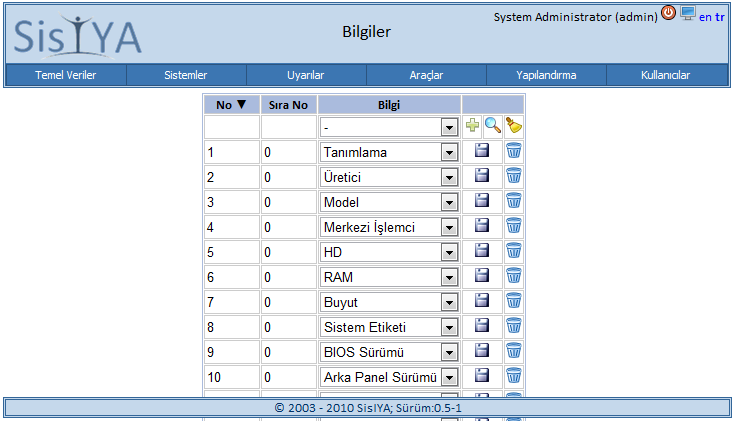 SisIYA
Bilgiler
System Administrator (admin) en tr
Temel Veriler Sistemler Uyarılar Araçlar Yapılandırma Kullanıcılar
No ▼ Sıra No Bilgi
-
1 0 Tanımlama
2 0 Üretici
3 0 Model
4 0 Merkezi İşlemci
5 0 HD
6 0 RAM
7 0 Buyut
8 0 Sistem Etiketi
9 0 BIOS Sürümü
10 0 Arka Panel Sürümü
© 2003 - 2010 SisIYA; Sürüm:0.5-1